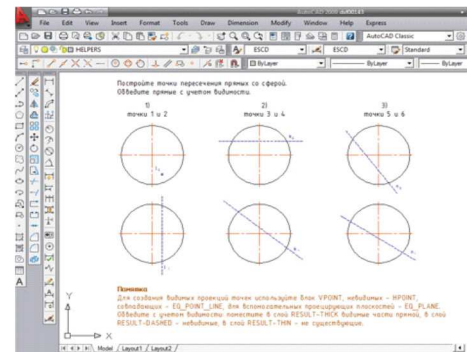 AutoCAD 2009
File Edit View Insert Format Tools Draw Dimension Modify Window Help Express
AutoCAD Classic
HELPERS ESCD ESCD Standard
ByLayer ByLayer ByLayer
Постройте точки пересечения прямых со сферой.
Обведите прямые с учетом видимости.
1) 2) 3)
точки 1 и 2 точки 3 и 4 точки 5 и 6
Памятка
Для создания видимых проекций точек используйте блок VPOINT, невидимых - HPOINT,
совпадающих - EQ_POINT_LINE, для вспомогательных проецирующих плоскостей - EQ_PLANE.
Обведите с учетом видимости: поместите в слой RESULT-THICK видимые части прямой, в слой
RESULT-DASHED - невидимые, в слой RESULT-THIN - не существующие.
Y
X
Model Layout1 Layout2